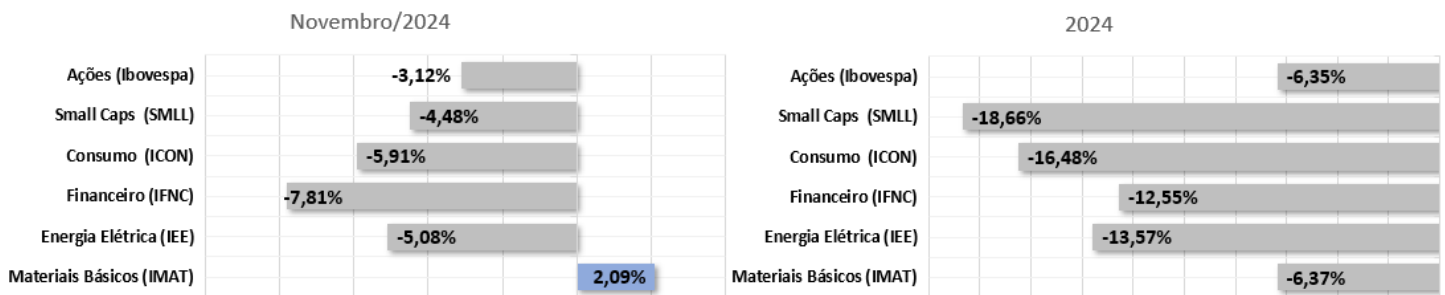 Novembro/2024
Ações (Ibovespa) -3,12%
Small Caps (SMLL) -4,48%
Consumo (ICON) -5,91%
Financeiro (IFNC) -7,81%
Energia Elétrica (IEE) -5,08%
Materiais Básicos (IMAT) 2,09%
2024
Ações (Ibovespa) -6,35%
Small Caps (SMLL) -18,66%
Consumo (ICON) -16,48%
Financeiro (IFNC) -12,55%
Energia Elétrica (IEE) -13,57%
Materiais Básicos (IMAT) -6,37%